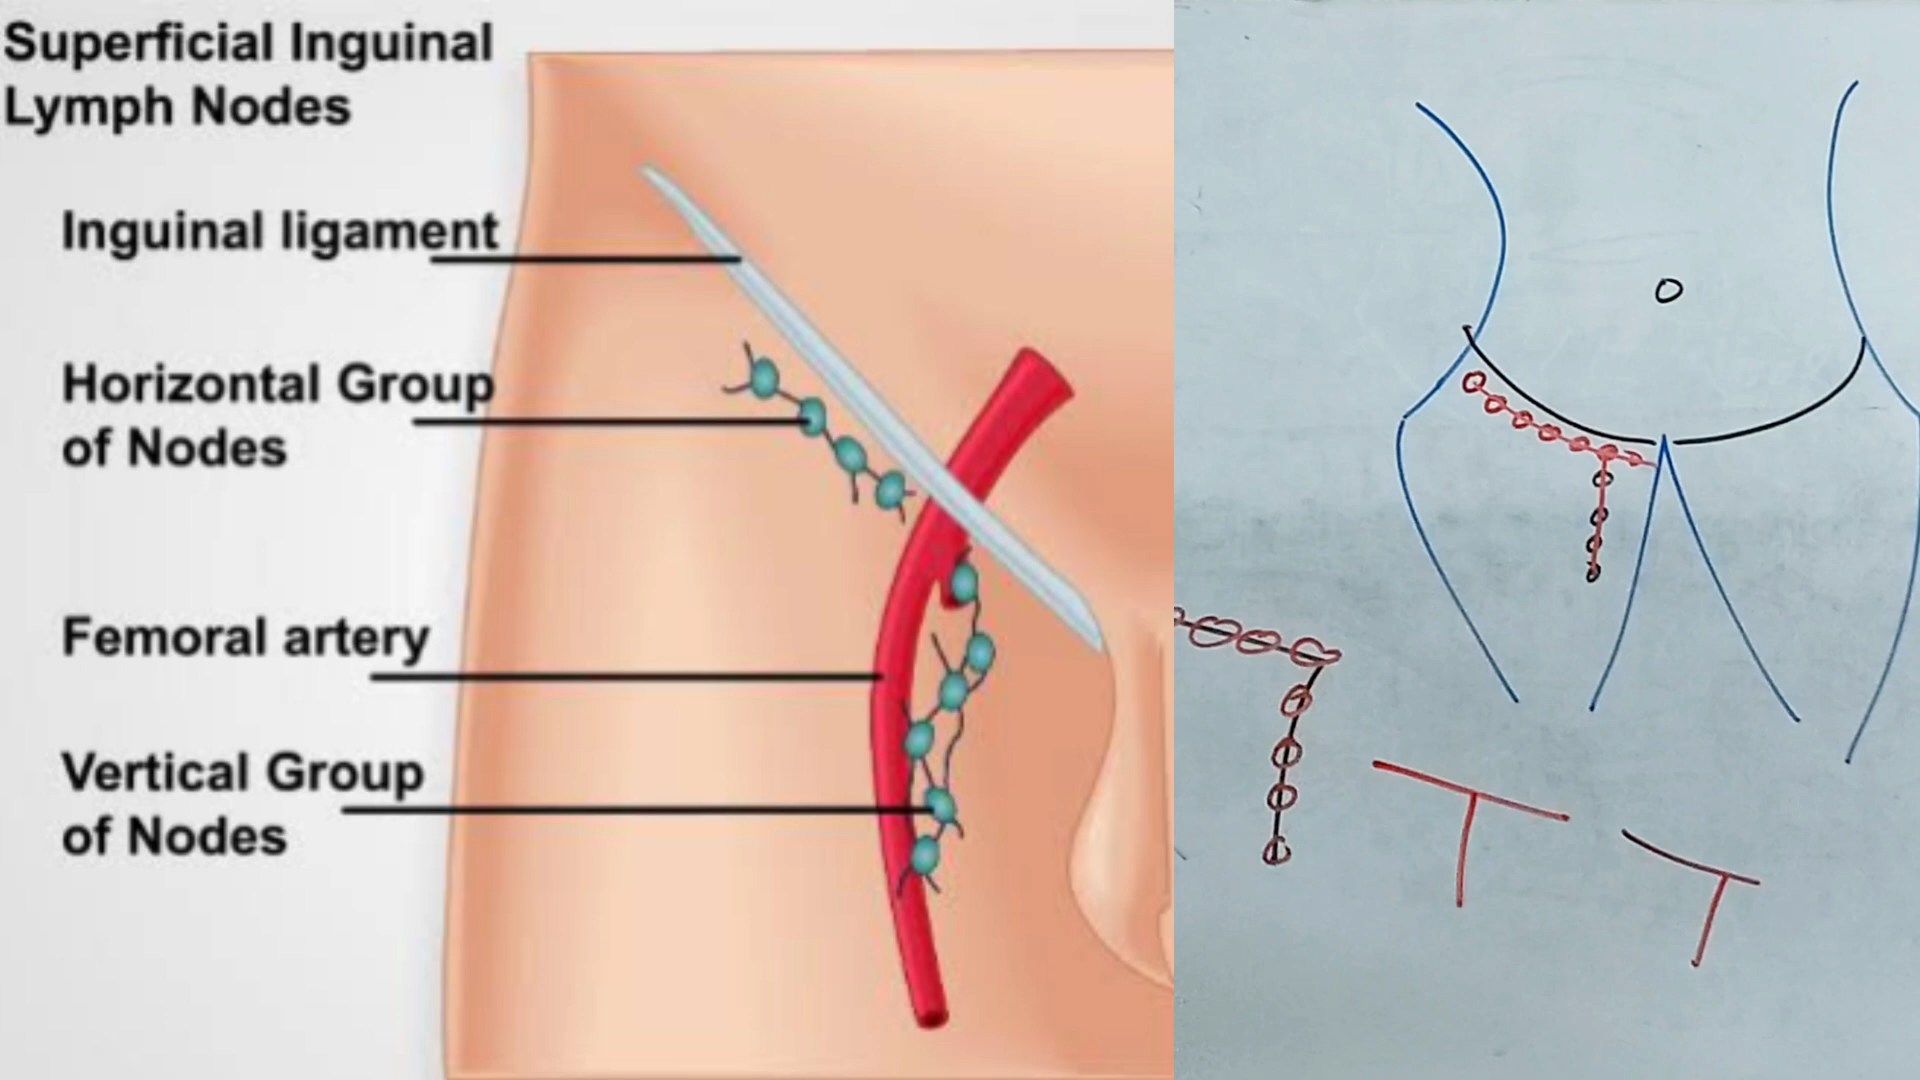 Superficial Inguinal
Lymph Nodes
Inguinal ligament
Horizontal Group
of Nodes
Femoral artery
Vertical Group
of Nodes